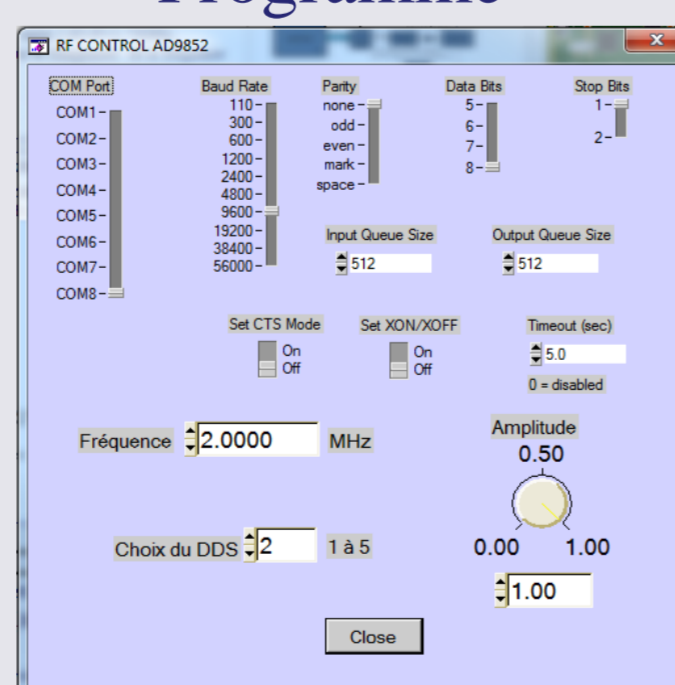 Programme
RF CONTROL AD9852
COM Port
COM1
COM2
COM3
COM4
COM5
COM6
COM7
COM8
Baud Rate
110
300
600
1200
2400
4800
9600
19200
38400
56000
Parity
none
odd
even
mark
space
Data Bits
5
6
7
8
Stop Bits
1
2
Input Queue Size
512
Output Queue Size
512
Set CTS Mode
On
Off
Set XON/XOFF
On
Off
Timeout (sec)
5.0
0 = disabled
Fréquence 2.0000 MHz
Amplitude
0.50
0.00 1.00
1.00
Choix du DDS 2 1 à 5
Close